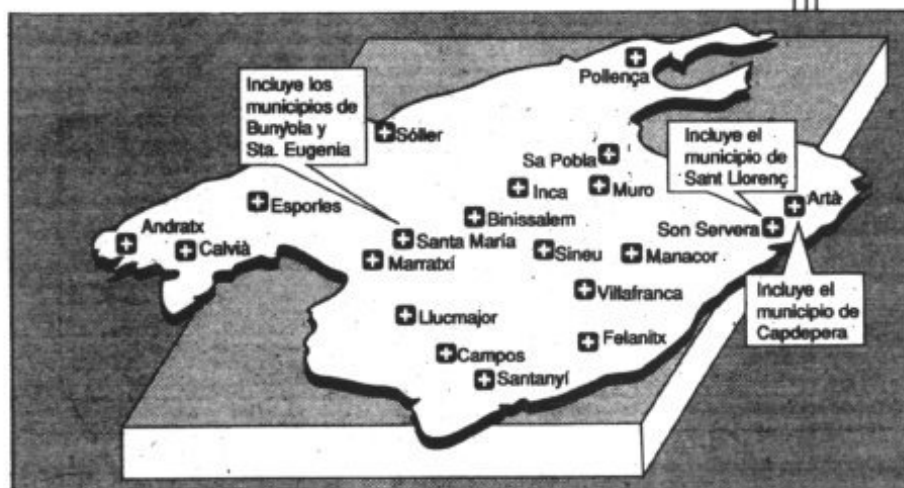 Pollença
Incluye los
municipios de
Bunyola y
Sta. Eugenia
Sóller
Incluye el
municipio de
Sant Llorenç
Sa Pobla
Inca
Muro
Artà
Esporles
Binissalem
Son Servera
Andratx
Santa María
Calvià
Sineu
Manacor
Marratxí
Villafranca
Incluye el
municipio de
Capdepera
Llucmajor
Felanitx
Campos
Santanyí